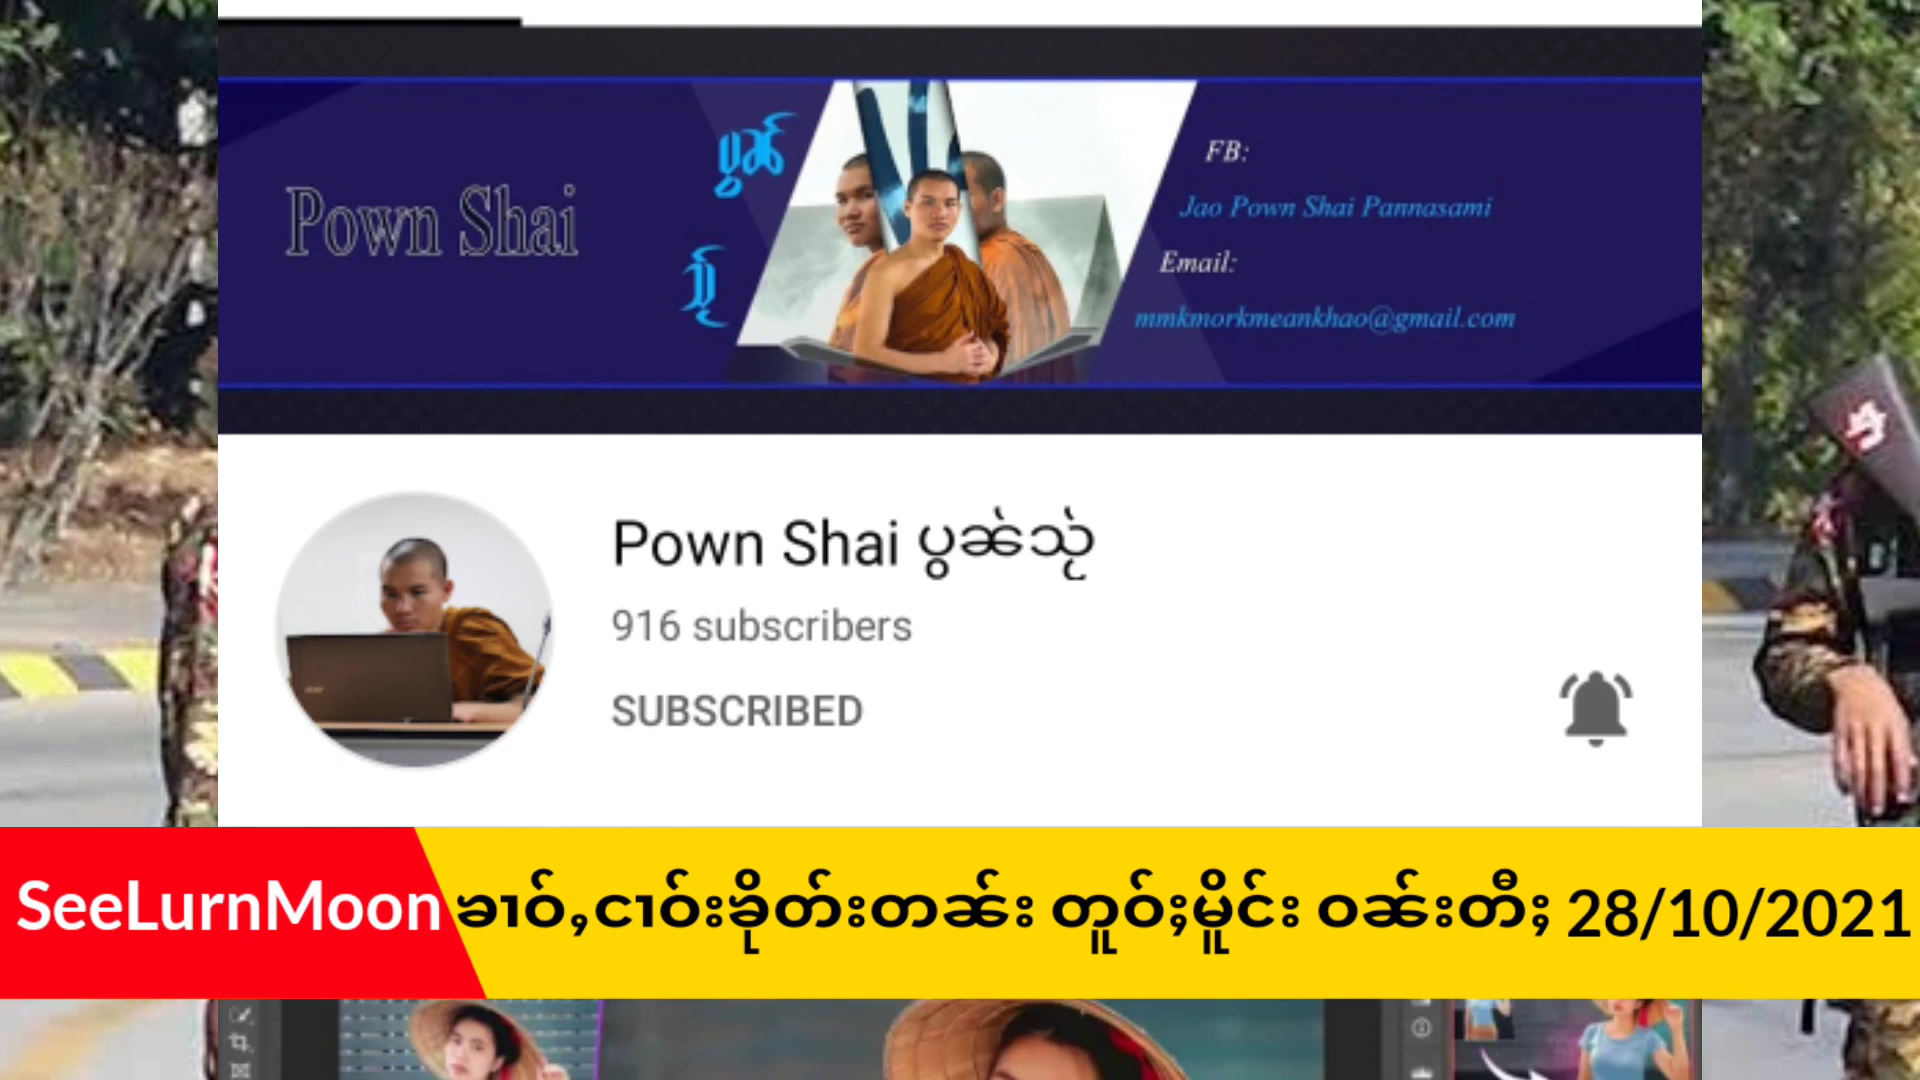 Pown Shai
ပွၼ်
သႂ်
FB:
Jao Pown Shai Pannasami
Email:
mmkmorkmeankhao@gmail.com
Pown Shai ပွၼ်ႈသႂ်ႈ
916 subscribers
SUBSCRIBED
SeeLurnMoon ၶၢဝ်ႇငၢဝ်းၶိုတ်းတၼ်း တူဝ်ႈမိူင်း ဝၼ်းတီႈ 28/10/2021